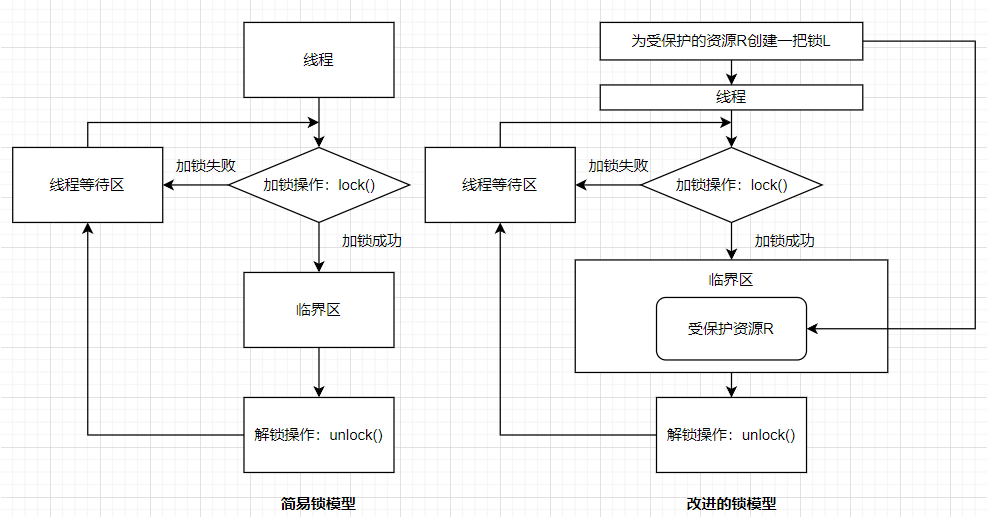 线程
加锁失败
线程等待区
加锁操作：lock()
加锁成功
临界区
解锁操作：unlock()
简易锁模型
为受保护的资源R创建一把锁L
线程
加锁失败
线程等待区
加锁操作：lock()
加锁成功
临界区
受保护资源R
解锁操作：unlock()
改进的锁模型